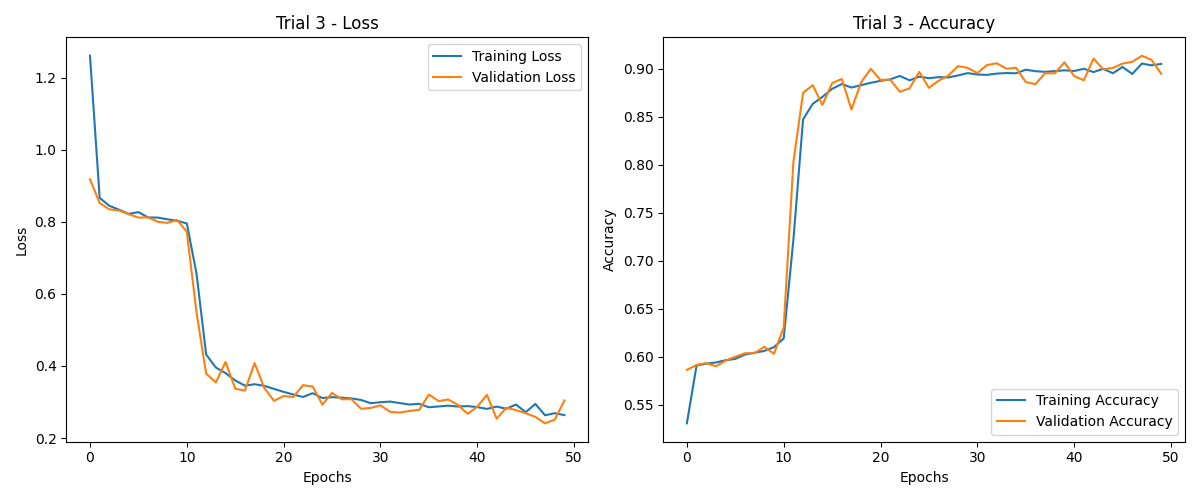 Trial 3 - Loss
Training Loss
Validation Loss
1.2
1.0
0.8
0.6
0.4
0.2
Loss
0 10 20 30 40 50
Epochs
Trial 3 - Accuracy
0.90
0.85
0.80
0.75
0.70
0.65
0.60
0.55
Accuracy
Training Accuracy
Validation Accuracy
0 10 20 30 40 50
Epochs